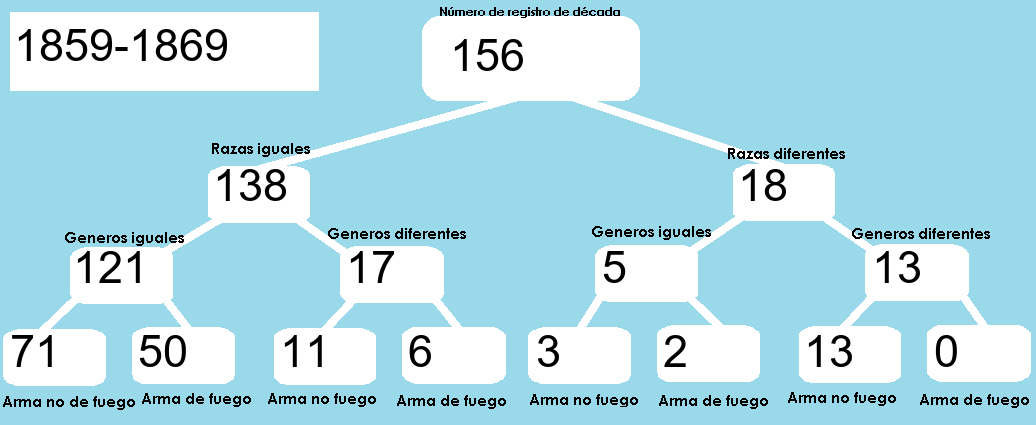 Número de registro de década
1859-1869
156
Razas iguales
Razas diferentes
138
18
Generos iguales
Generos diferentes
Generos iguales
Generos diferentes
121
17
5
13
71
50
11
6
3
2
13
0
Arma no de fuego
Arma de fuego
Arma no fuego
Arma de fuego
Arma no fuego
Arma de fuego
Arma no fuego
Arma de fuego